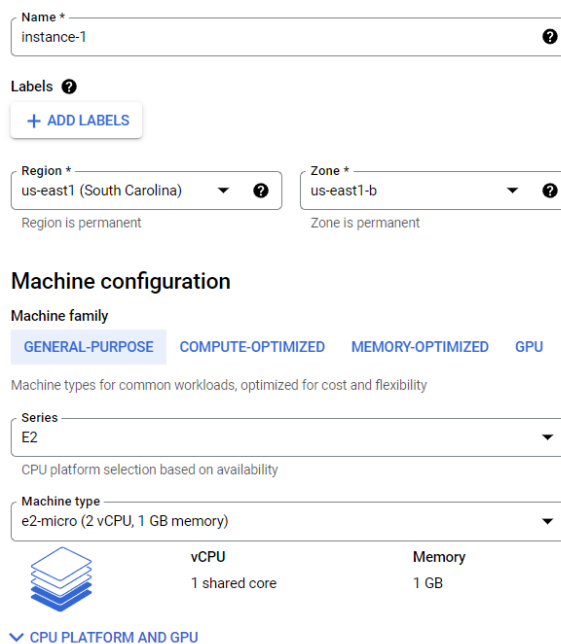 Name *
instance-1
Labels
+ ADD LABELS
Region *
us-east1 (South Carolina)
Region is permanent
Zone *
us-east1-b
Zone is permanent
Machine configuration
Machine family
GENERAL-PURPOSE COMPUTE-OPTIMIZED MEMORY-OPTIMIZED GPU
Machine types for common workloads, optimized for cost and flexibility
Series
E2
CPU platform selection based on availability
Machine type
e2-micro (2 vCPU, 1 GB memory)
vCPU Memory
1 shared core 1 GB
CPU PLATFORM AND GPU